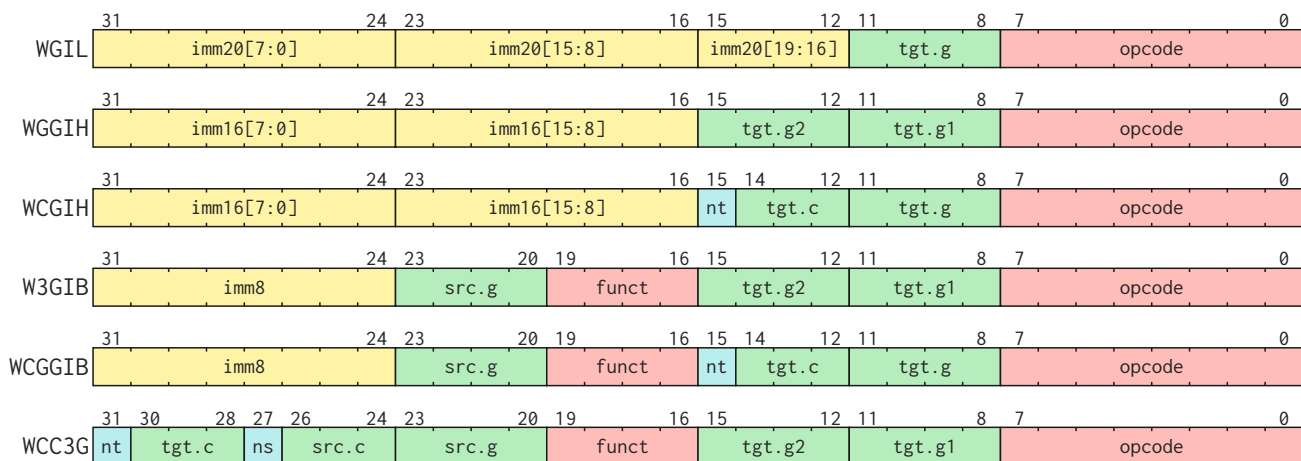 31 24 23 16 15 12 11 8 7 0
WGIL imm20[7:0] imm20[15:8] imm20[19:16] tgt.g opcode
31 24 23 16 15 12 11 8 7 0
WGGIH imm16[7:0] imm16[15:8] tgt.g2 tgt.g1 opcode
31 24 23 16 15 14 12 11 8 7 0
WCGIH imm16[7:0] imm16[15:8] nt tgt.c tgt.g opcode
31 24 23 20 19 16 15 12 11 8 7 0
W3GIB imm8 src.g funct tgt.g2 tgt.g1 opcode
31 24 23 20 19 16 15 14 12 11 8 7 0
WCGGIB imm8 src.g funct nt tgt.c tgt.g opcode
31 30 28 27 26 24 23 20 19 16 15 12 11 8 7 0
WCC3G nt tgt.c ns src.c src.g funct tgt.g2 tgt.g1 opcode